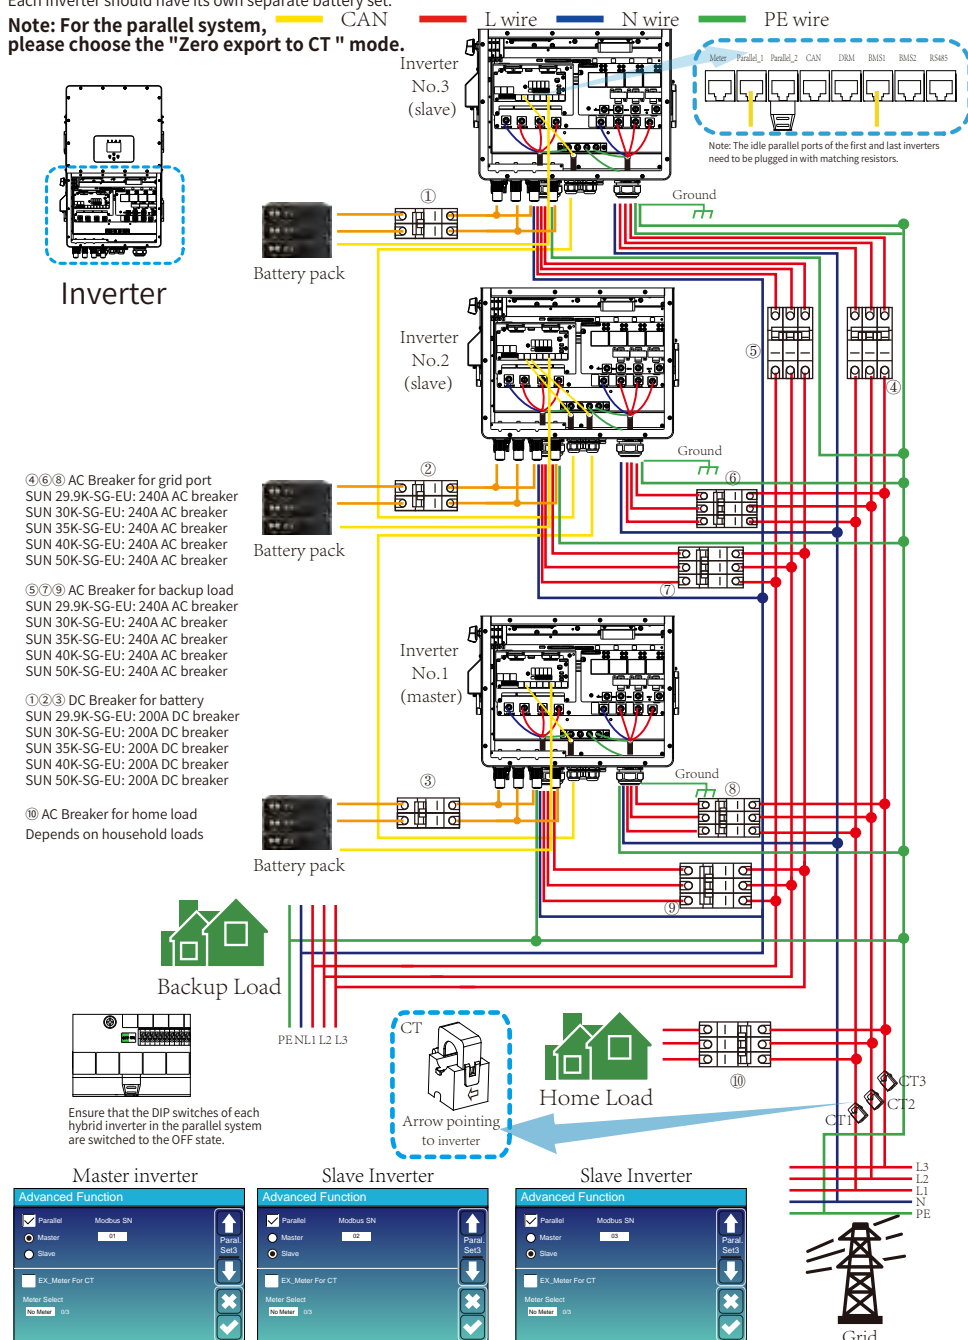 Each inverter should have its own separate battery set.
Note: For the parallel system,
please choose the "Zero export to CT " mode.
CAN
L wire
N wire
PE wire
Inverter
No.3
(slave)
Meter
Parallel_1
Parallel_2
CAN
DRM
BMS1
BMS2
RS485
Note: The idle parallel ports of the first and last inverters
need to be plugged in with matching resistors.
Ground
①
Battery pack
Inverter
Inverter
No.2
(slave)
⑤
④
Ground
②
⑥
Battery pack
⑦
④⑥⑧ AC Breaker for grid port
SUN 29.9K-SG-EU: 240A AC breaker
SUN 30K-SG-EU: 240A AC breaker
SUN 35K-SG-EU: 240A AC breaker
SUN 40K-SG-EU: 240A AC breaker
SUN 50K-SG-EU: 240A AC breaker
⑤⑦⑨ AC Breaker for backup load
SUN 29.9K-SG-EU: 240A AC breaker
SUN 30K-SG-EU: 240A AC breaker
SUN 35K-SG-EU: 240A AC breaker
SUN 40K-SG-EU: 240A AC breaker
SUN 50K-SG-EU: 240A AC breaker
①②③ DC Breaker for battery
SUN 29.9K-SG-EU: 200A DC breaker
SUN 30K-SG-EU: 200A DC breaker
SUN 35K-SG-EU: 200A DC breaker
SUN 40K-SG-EU: 200A DC breaker
SUN 50K-SG-EU: 200A DC breaker
⑩ AC Breaker for home load
Depends on household loads
Inverter
No.1
(master)
Ground
③
⑧
Battery pack
⑨
Backup Load
PE N L1 L2 L3
CT
Arrow pointing
to inverter
Home Load
⑩
CT3
CT2
CT1
Ensure that the DIP switches of each
hybrid inverter in the parallel system
are switched to the OFF state.
L3
L2
L1
N
PE
Grid
Master inverter
Advanced Function
Parallel
Modbus SN
Master
01
Slave
Paral.
Set3
EX_Meter For CT
Meter Select
No Meter
0/3
Slave Inverter
Advanced Function
Parallel
Modbus SN
Master
02
Slave
Paral.
Set3
EX_Meter For CT
Meter Select
No Meter
0/3
Slave Inverter
Advanced Function
Parallel
Modbus SN
Master
03
Slave
Paral.
Set3
EX_Meter For CT
Meter Select
No Meter
0/3